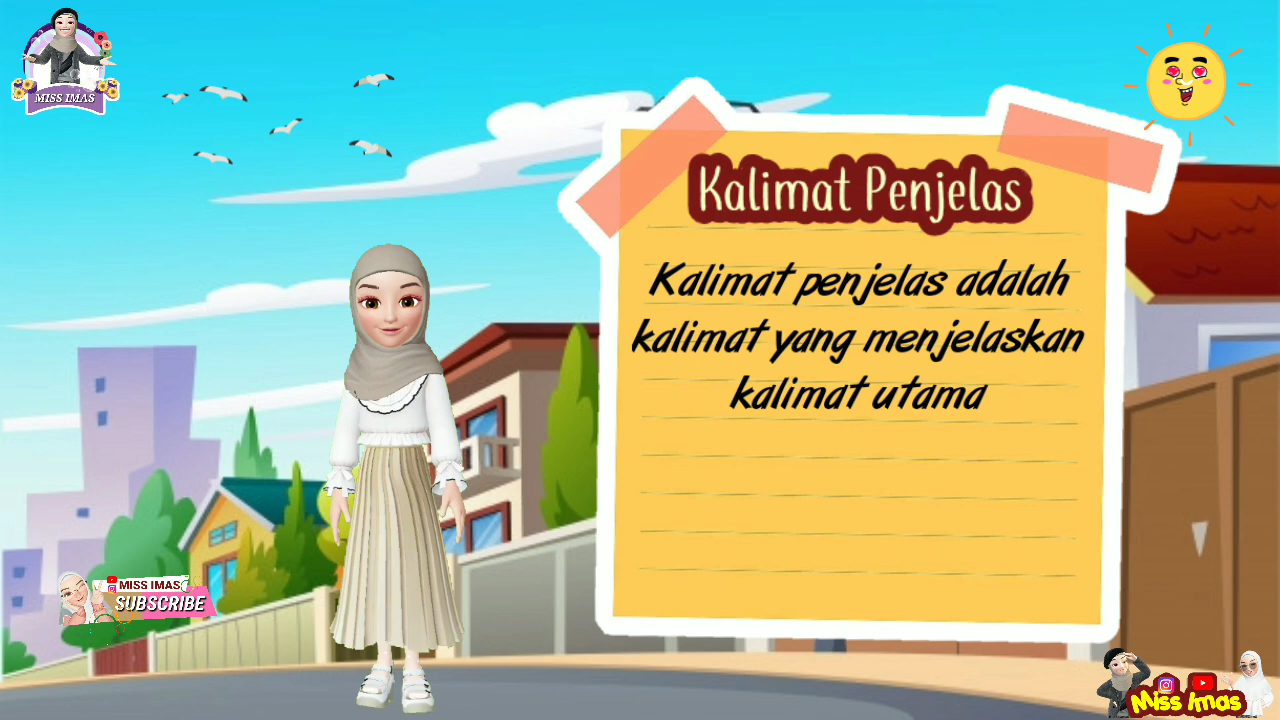 MISS IMAS
Kalimat Penjelas
Kalimat penjelas adalah
kalimat yang menjelaskan
kalimat utama
MISS IMAS
SUBSCRIBE
Miss Imas